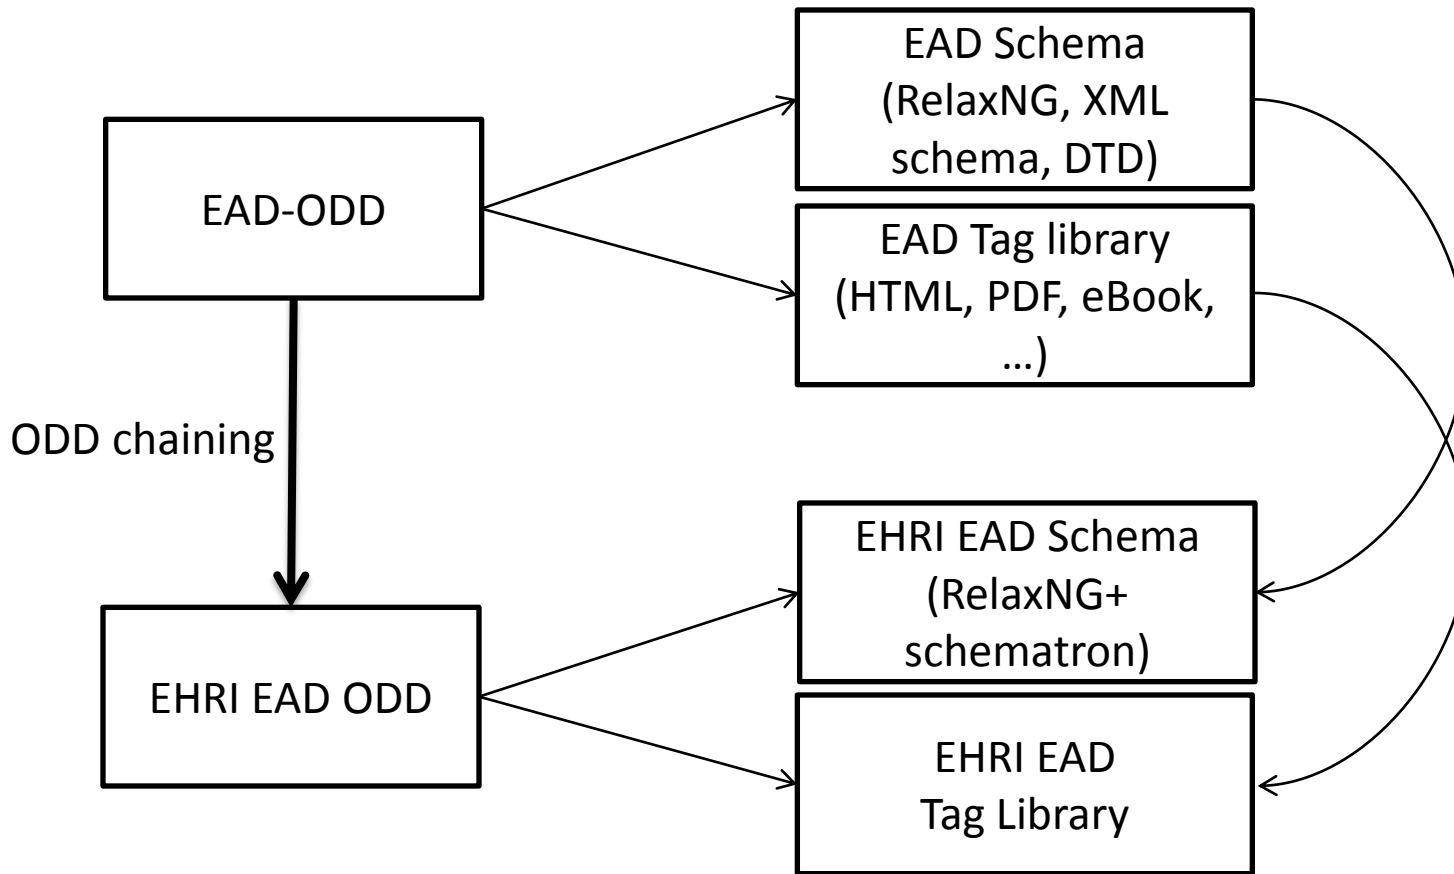 EAD Schema
(RelaxNG, XML
schema, DTD)
EAD-ODD
EAD Tag library
(HTML, PDF, eBook,
...)
ODD chaining
EHRI EAD Schema
(RelaxNG+
schematron)
EHRI EAD ODD
EHRI EAD
Tag Library